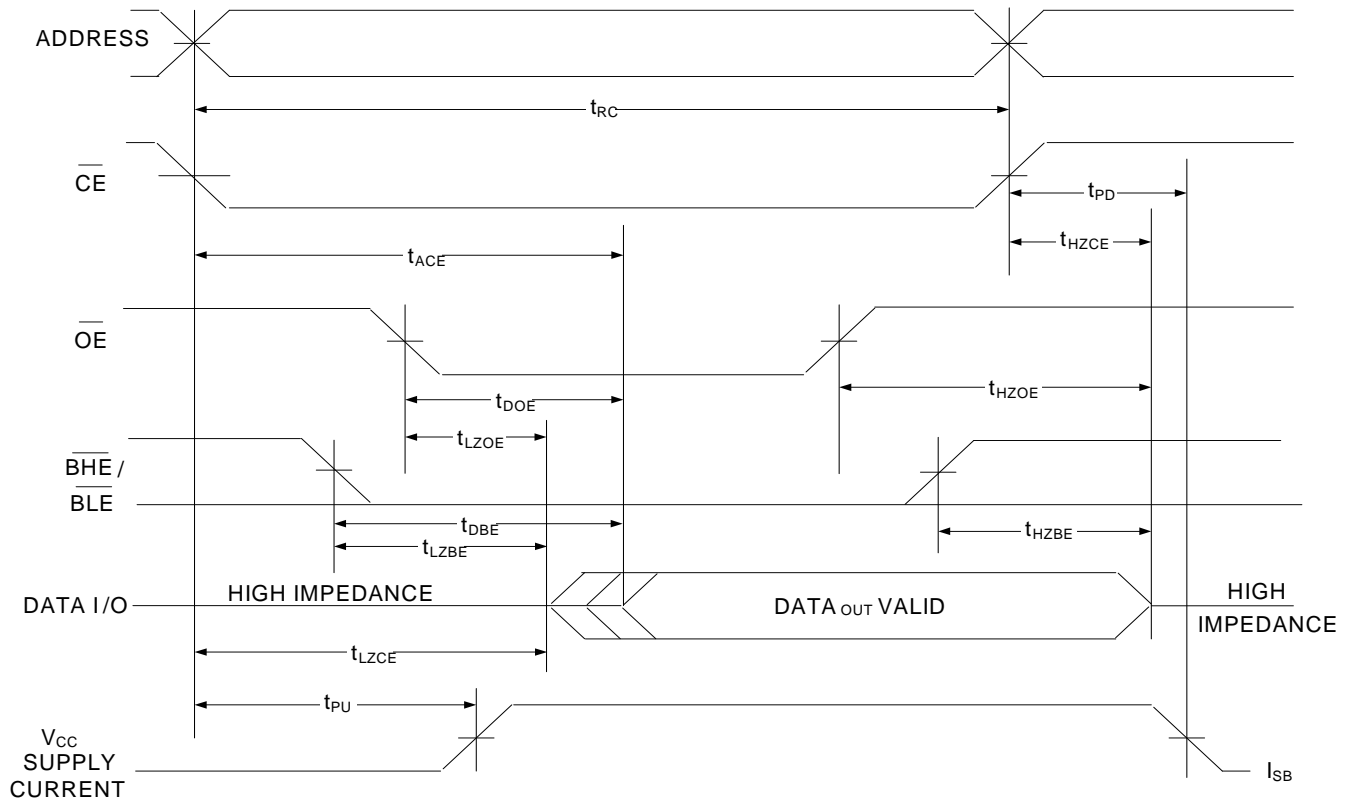 ADDRESS
tRC
CE
tPD
tHZCE
tACE
OE
tHZOE
tDOE
tLZOE
BHE /
BLE
tDBE
tHZBE
tLZBE
HIGH IMPEDANCE
DATA I/O
DATA OUT VALID
HIGH
IMPEDANCE
tLZCE
tPU
VCC
SUPPLY
CURRENT
ISB